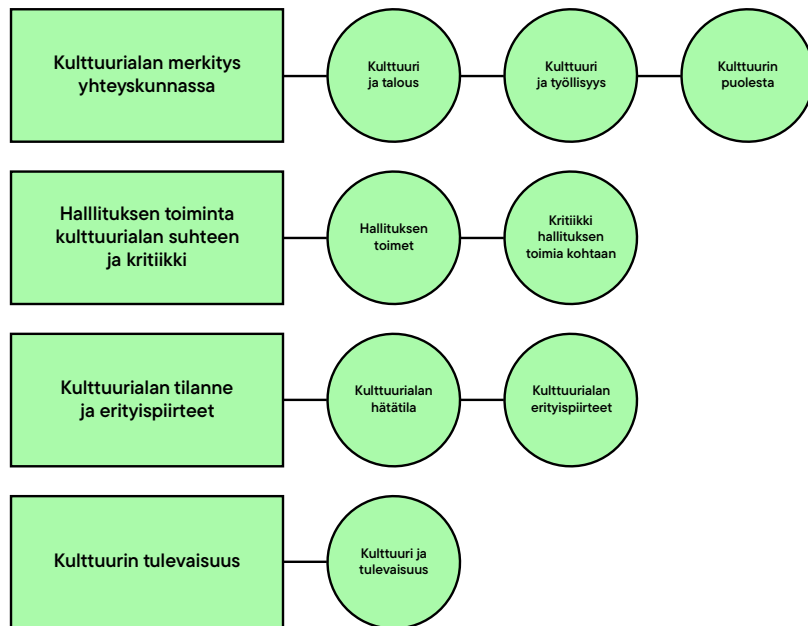 Kulttuurialan merkitys
yhteyskunnassa
Kulttuuri
ja talous
Kulttuuri
ja työllisyys
Kulttuurin
puolesta
Halllituksen toiminta
kulttuurialan suhteen
ja kritiikki
Hallituksen
toimet
Kritiikki
hallituksen
toimia kohtaan
Kulttuurialan tilanne
ja erityispiirteet
Kulttuurialan
hätätila
Kulttuurialan
erityispiirteet
Kulttuurin tulevaisuus
Kulttuuri ja
tulevaisuus